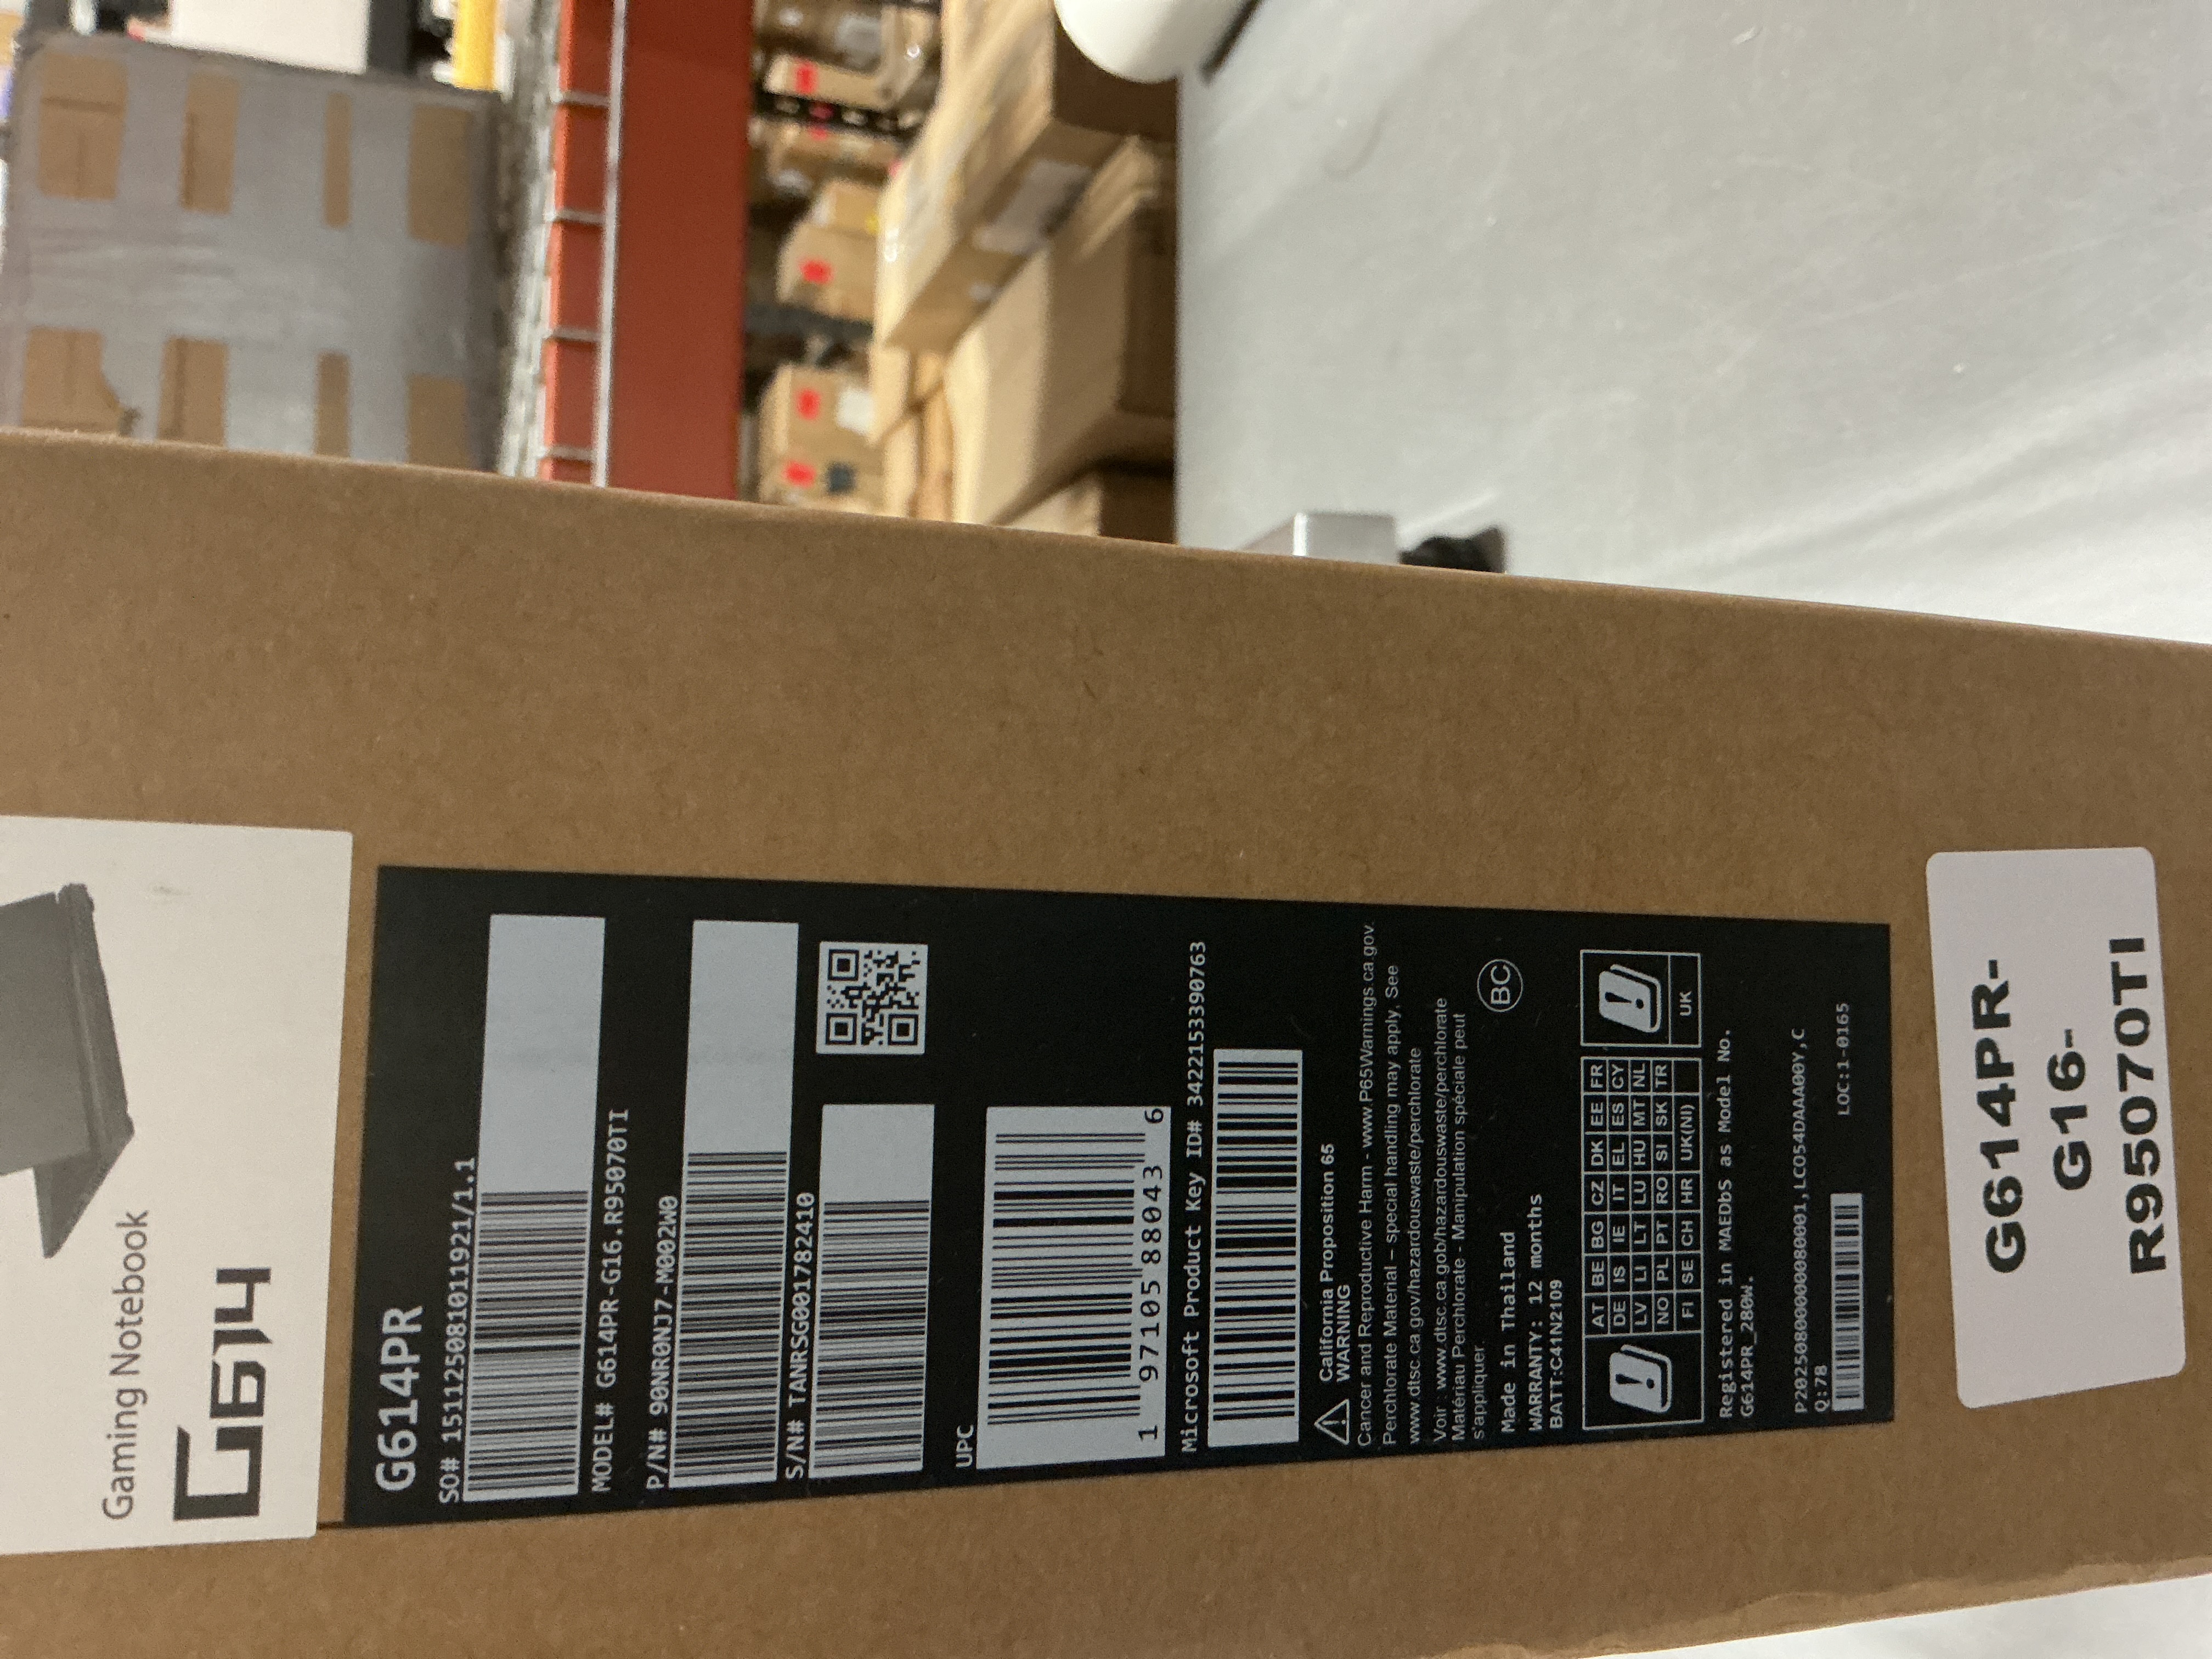 Gaming Notebook
G614
G614PR
SO# 1511250810119​21/1.1
MODEL# G614PR-G16.R95070TI
P/N# 90NR0NJ7-M002W0
S/N# TANRSG001782410
UPC
1 97105 88043 6
Microsoft Product Key ID# 3422153390763
California Proposition 65
WARNING
Cancer and Reproductive Harm - www.P65Warnings.ca.gov.
Perchlorate Material – special handling may apply, See
www.dtsc.ca.gov/hazardouswaste/perchlorate
Voir : www.dtsc.ca.gob/hazardouswaste/perchlorate
Matériau Perchlorate - Manipulation spéciale peut
s'appliquer.
BC
Made in Thailand
WARRANTY: 12 months
BATT:C41N2109
AT BE BG CZ DK EE FR
DE IS IE IT EL ES CY
LV LI LT LU HU MT NL
NO PL PT RO SI SK TR
FI SE CH HR UK(NI)
UK
Registered in MAEDbS as Model No.
G614PR_280W.
P20250800000080001,LCO54DAAA00Y,C
Q:78
LOC:1-0165
G614PR-
G16-
R95070TI